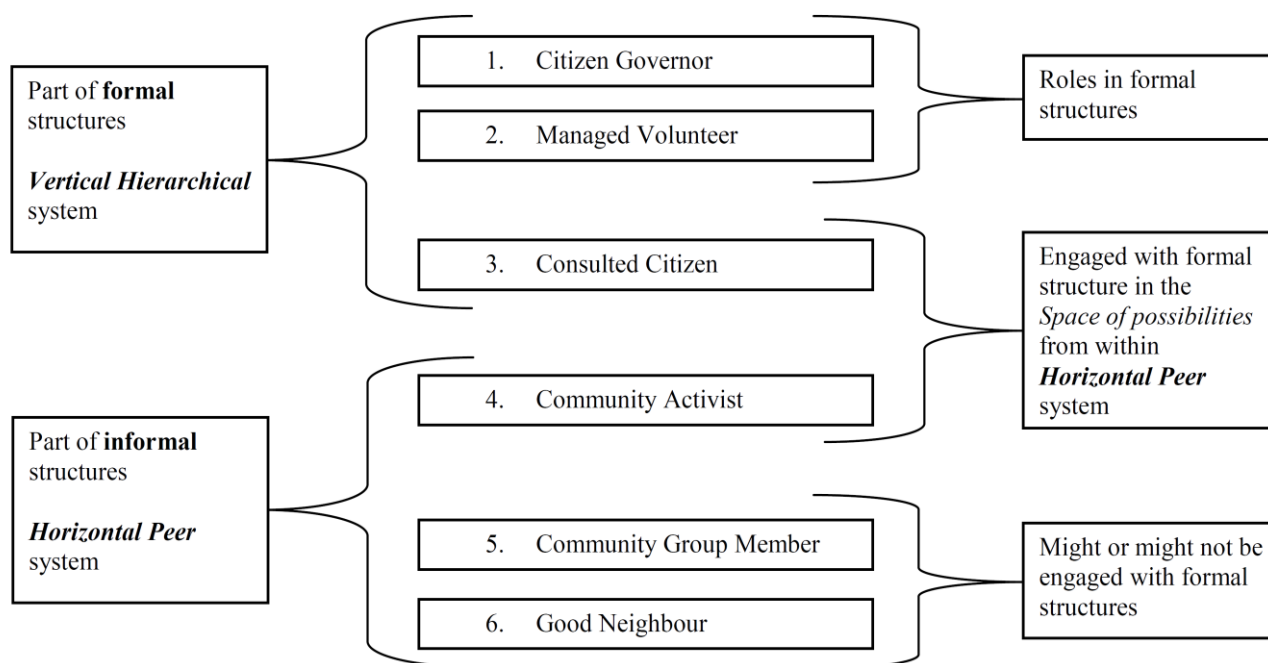 Part of formal
structures
Vertical Hierarchical
system
Part of informal
structures
Horizontal Peer
system
1. Citizen Governor
2. Managed Volunteer
3. Consulted Citizen
4. Community Activist
5. Community Group Member
6. Good Neighbour
Roles in formal
structures
Engaged with formal
structure in the
Space of possibilities
from within
Horizontal Peer
system
Might or might not be
engaged with formal
structures